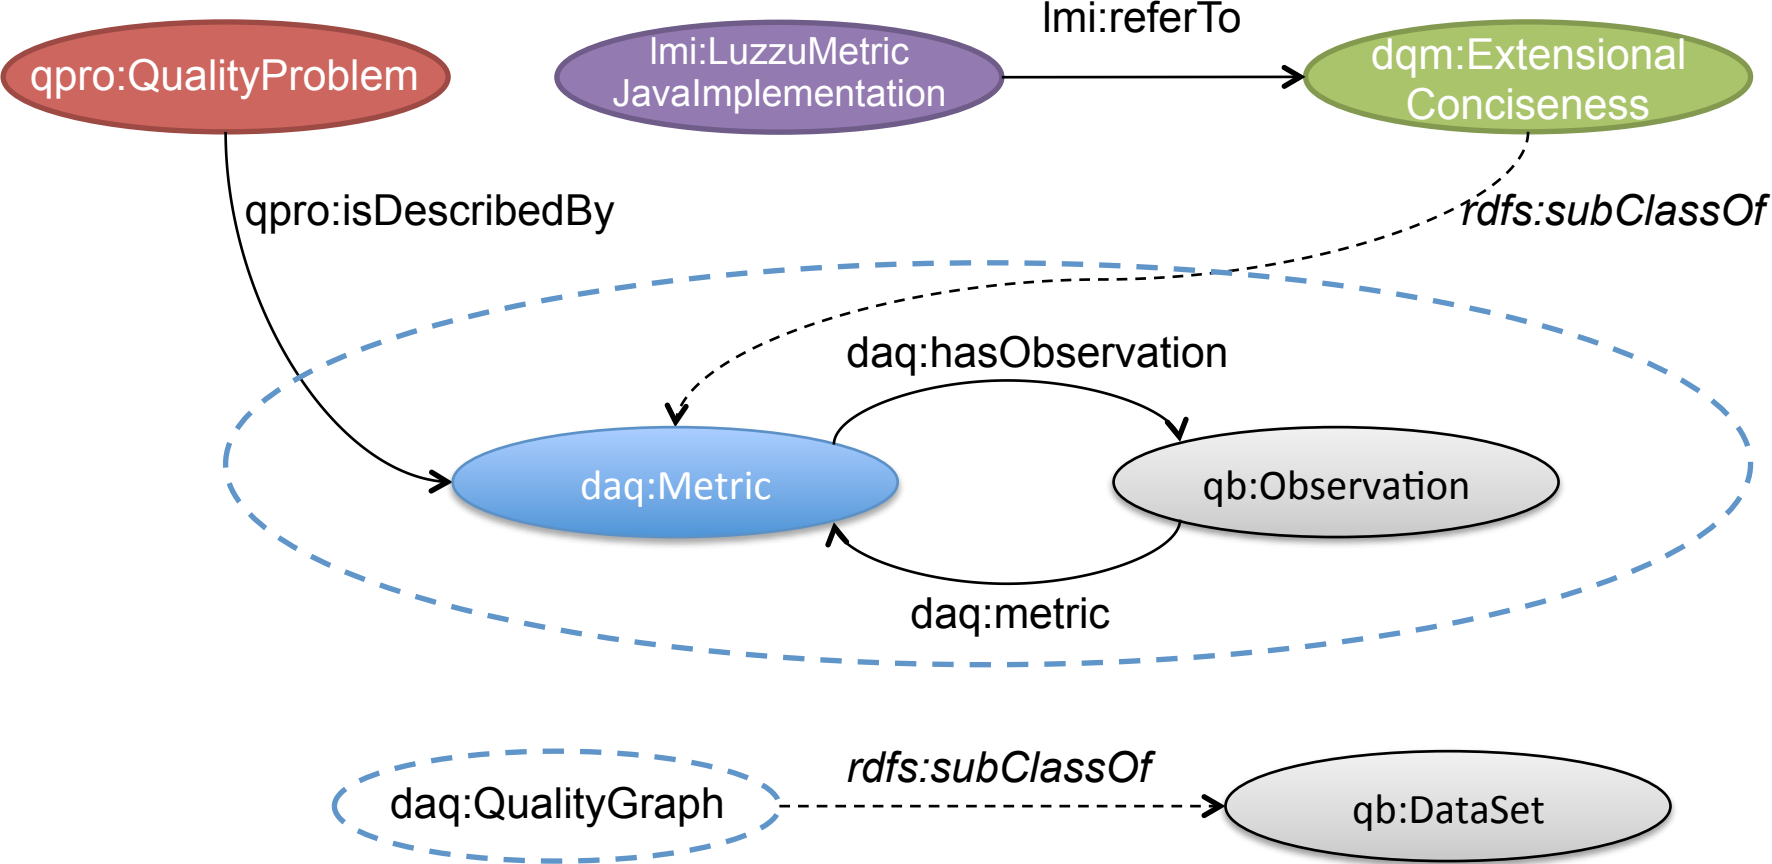 lmi:referTo
qpro:QualityProblem
lmi:LuzzuMetric
JavaImplementation
dqm:Extensional
Conciseness
qpro:isDescribedBy
rdfs:subClassOf
daq:hasObservation
daq:Metric
qb:Observation
daq:metric
rdfs:subClassOf
daq:QualityGraph
qb:DataSet